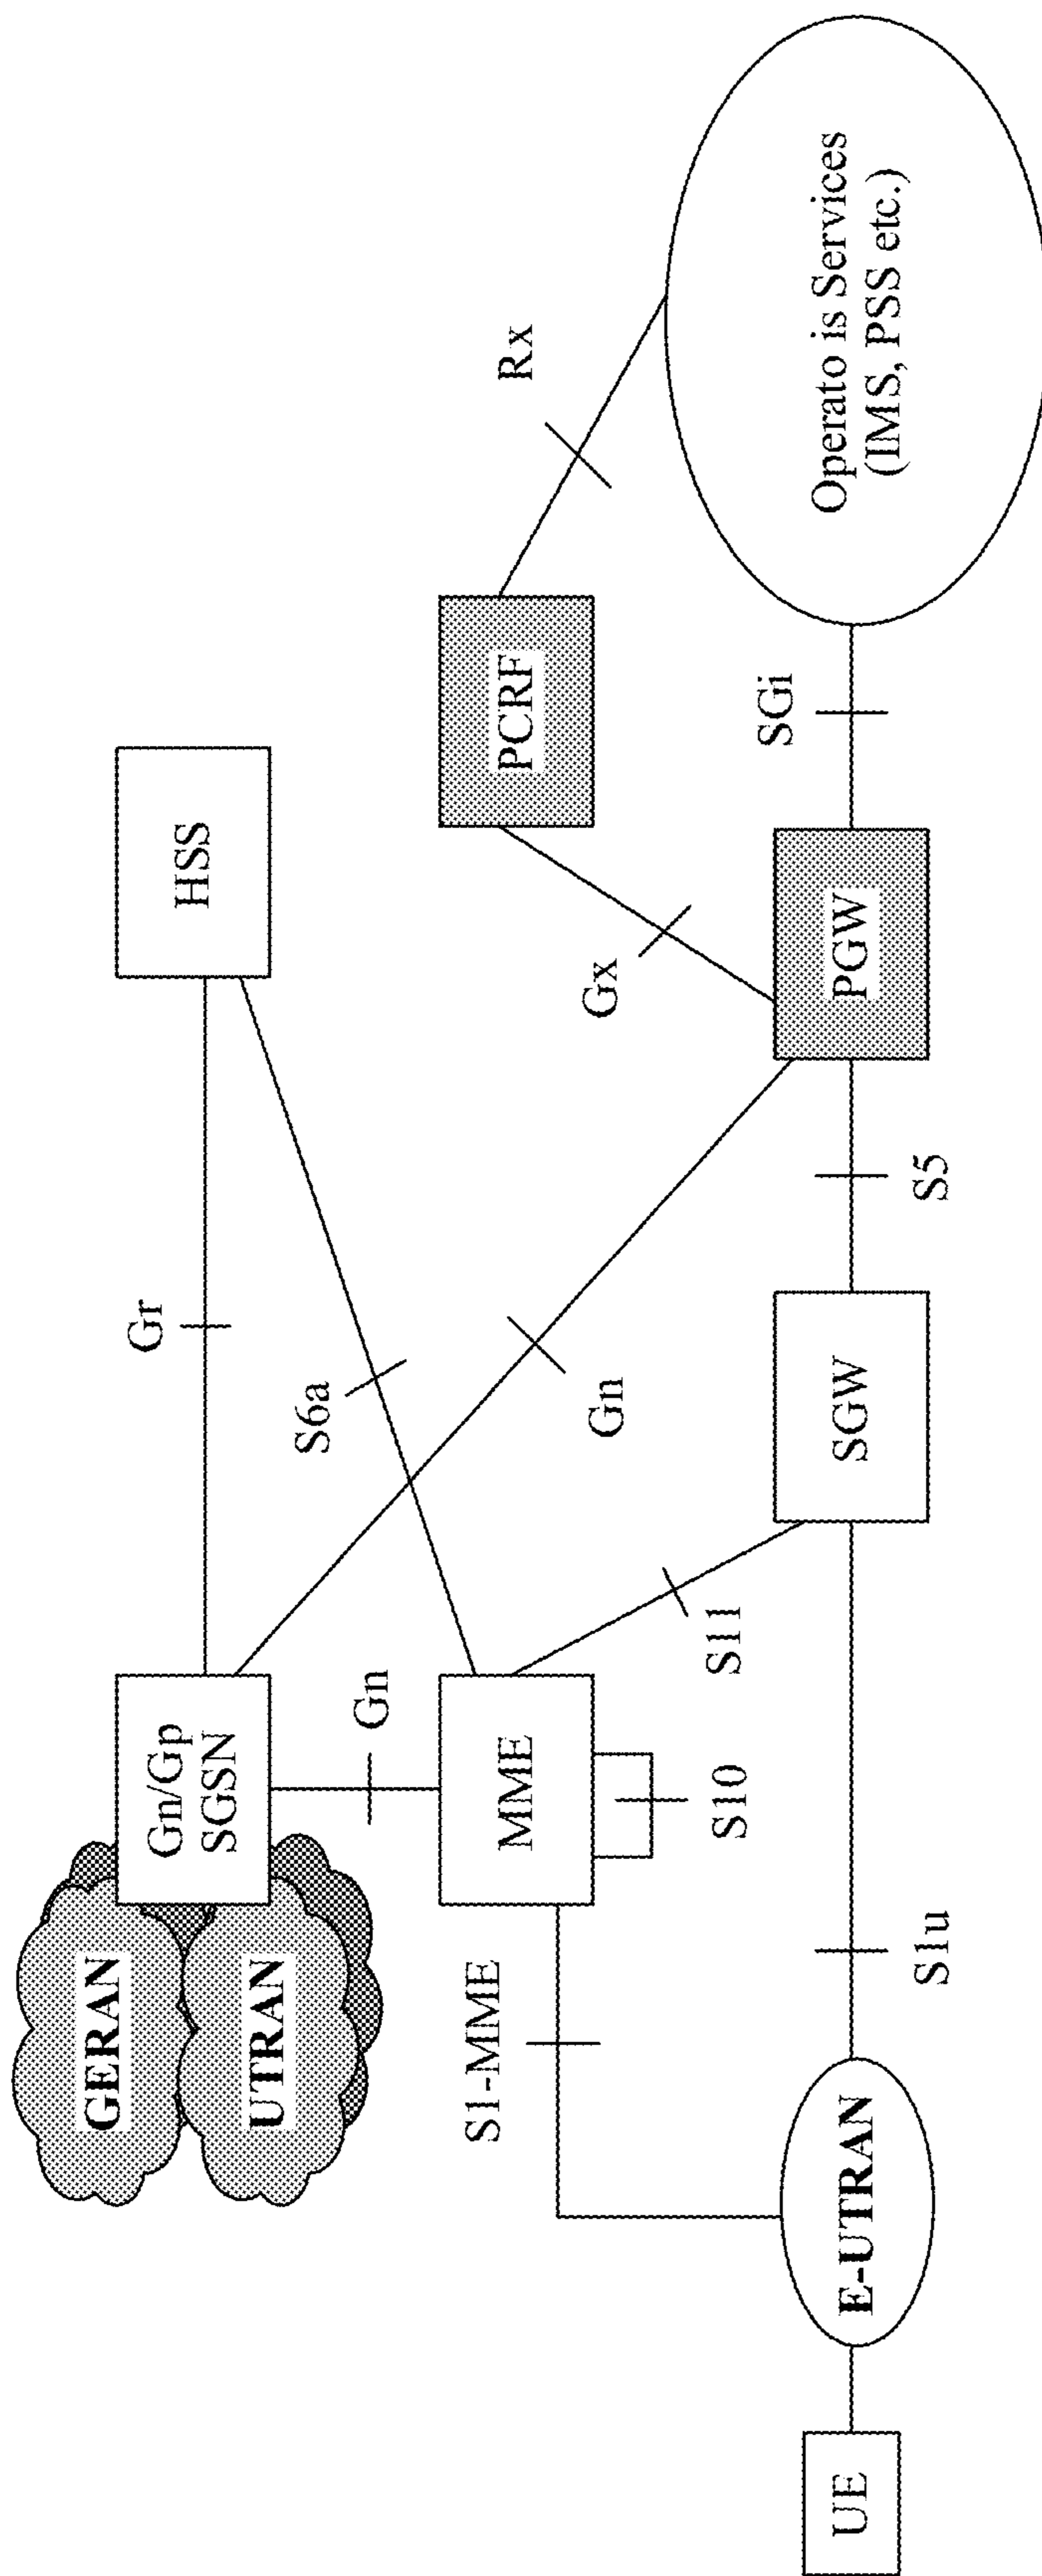 GERAN
UTRAN
Gn/Gp
SGSN
Gr
HSS
Gn
S6a
S1-MME
MME
S10
S11
Gn
Gx
PCRF
Rx
UE
E-UTRAN
S1u
SGW
S5
PGW
SGi
Operato is Services
(IMS, PSS etc.)